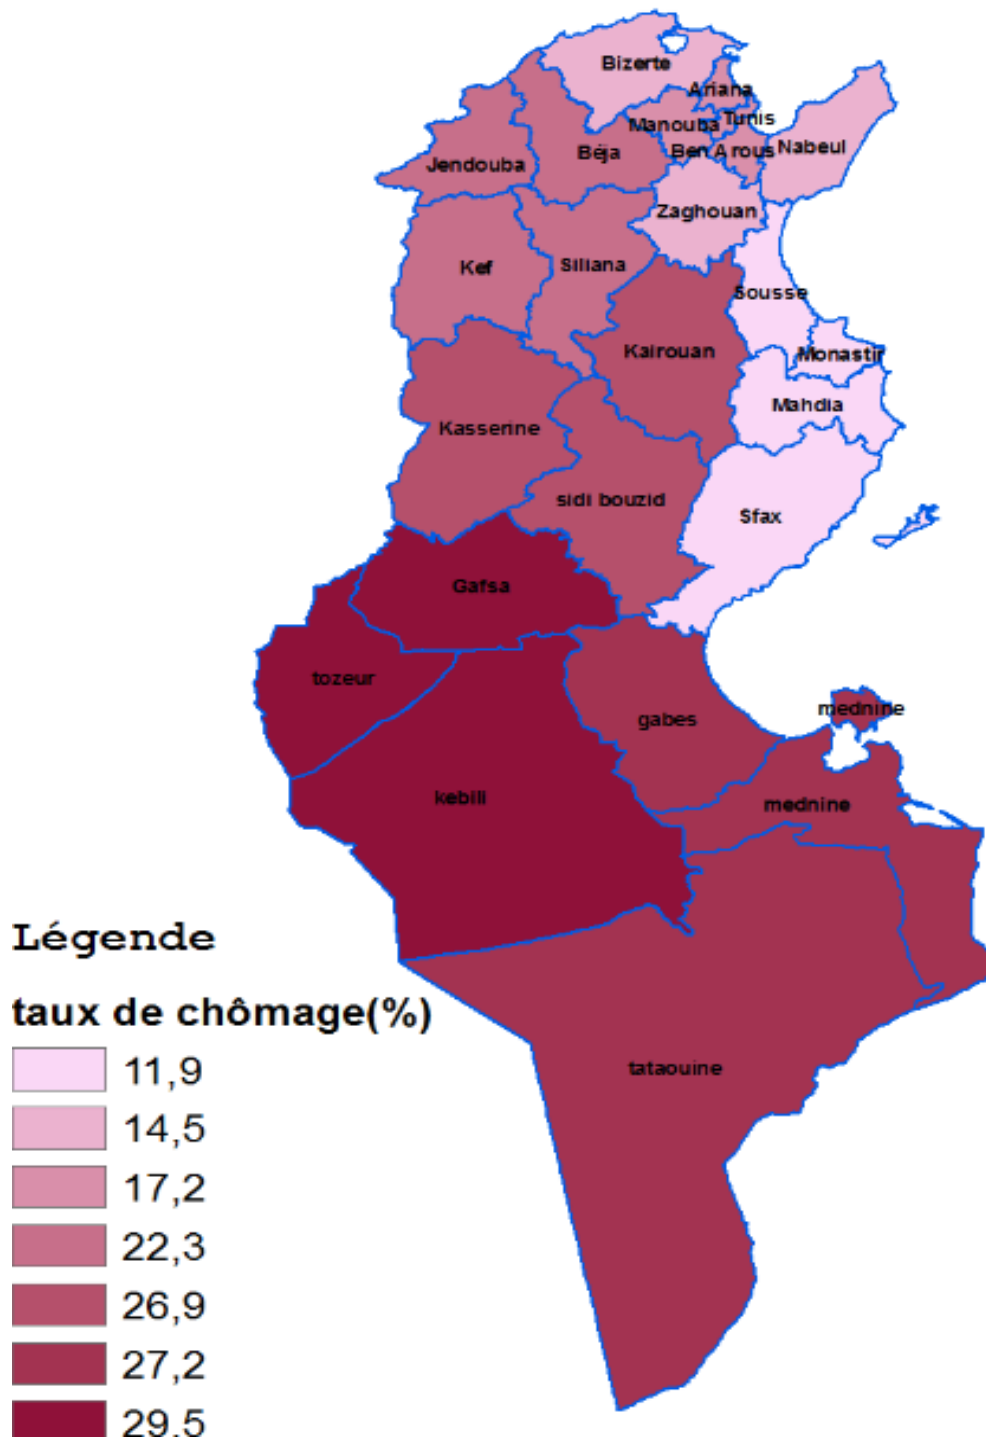 Bizerte
Ariana
Tunis
Manouba
Ben Arous
Nabeul
Jendouba
Béja
Zaghouan
Kef
Siliana
Sousse
Kairouan
Monastir
Mahdia
Kasserine
sidi bouzid
Sfax
Gafsa
tozeur
gabes
mednine
kebili
mednine
tataouine
Légende
taux de chômage(%)
11,9
14,5
17,2
22,3
26,9
27,2
29,5